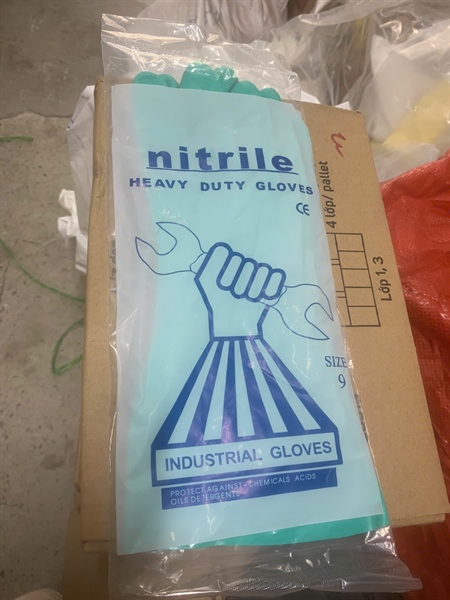 nitrile
HEAVY DUTY GLOVES
CE
SIZE
9
INDUSTRIAL GLOVES
PROTECT AGAINST CHEMICALS ACIDS
OILS DETERGENTS
4 lớp/ pallet
Lớp 1, 3